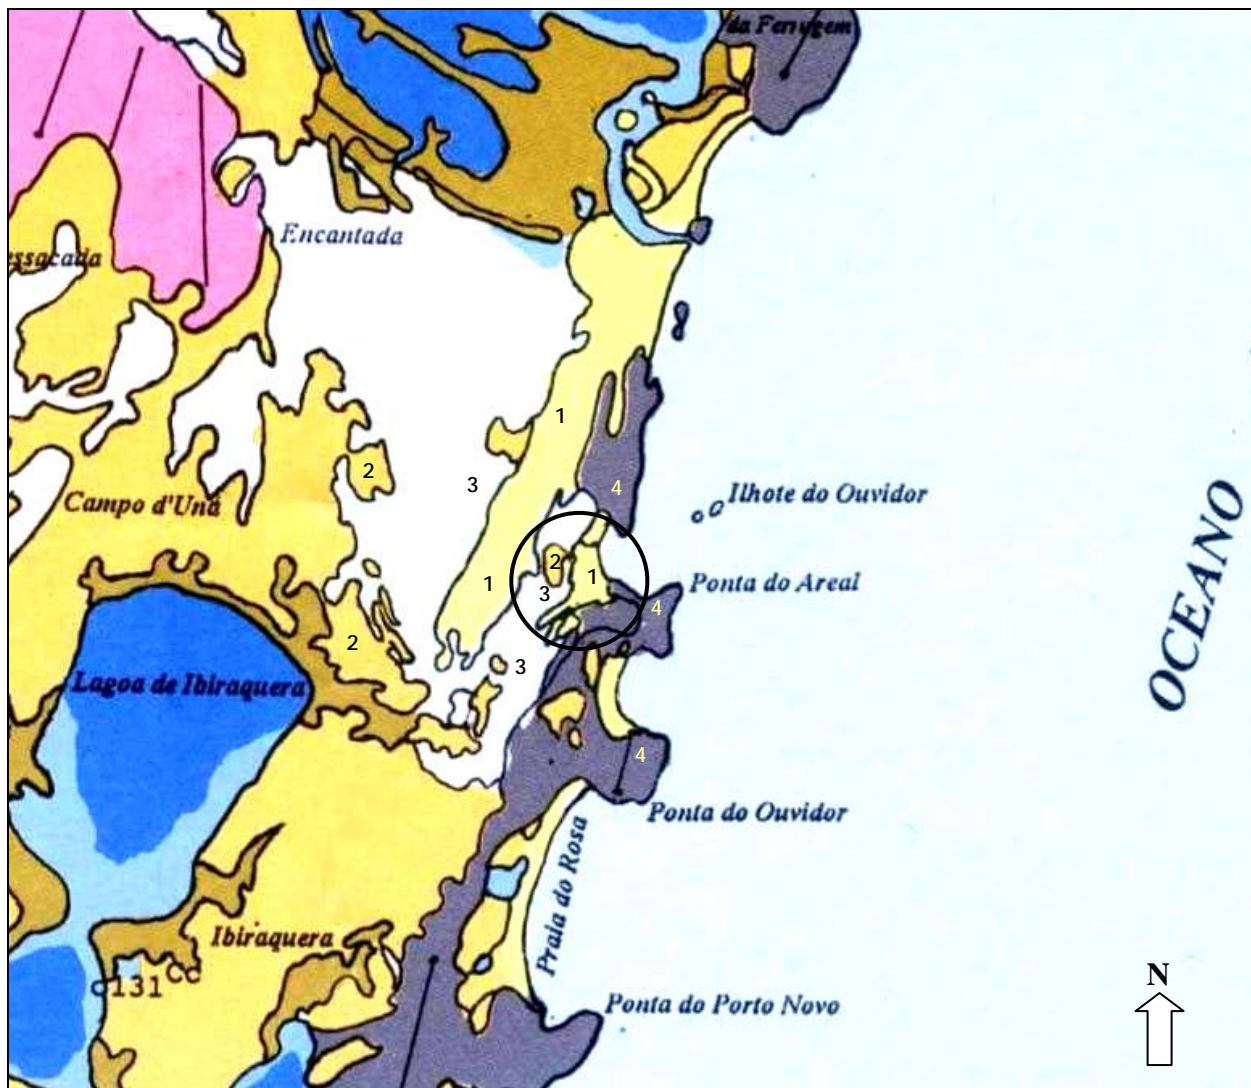 da Ferrugem
Encantada
essacada
1
2
3
4
Ilhote do Ouvidor
Campo d'Una
OCEANO
2
1
1
3
Ponta do Areal
4
2
3
Lagoa de Ibiraquera
4
Ponta do Ouvidor
Praia do Rosa
Ibiraquera
131 Cc
N
Ponta do Porto Novo